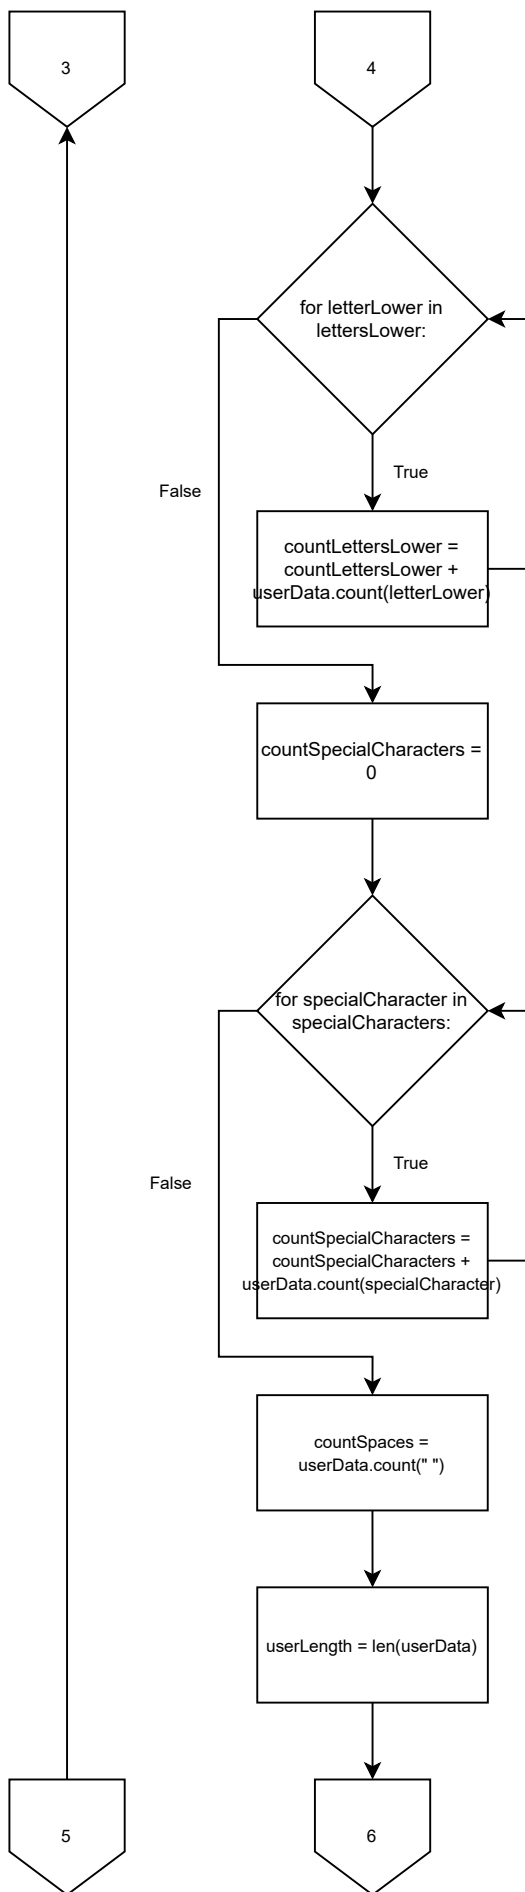 3
4
for letterLower in
lettersLower:
True
False
countLettersLower =
countLettersLower +
userData.count(letterLower)
countSpecialCharacters =
0
for specialCharacter in
specialCharacters:
True
False
countSpecialCharacters =
countSpecialCharacters +
userData.count(specialCharacter)
countSpaces =
userData.count(" ")
userLength = len(userData)
5
6